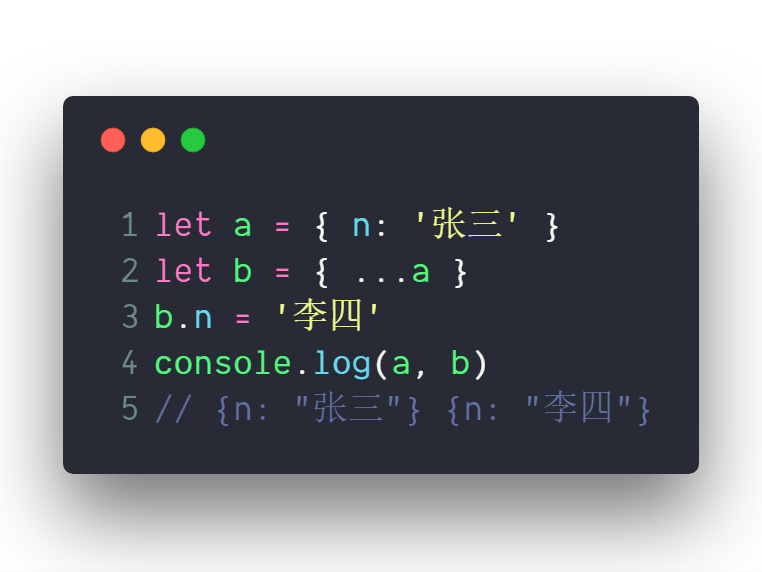 1 let a = { n: '张三' }
2 let b = { ...a }
3 b.n = '李四'
4 console.log(a, b)
5 // {n: "张三"} {n: "李四"}